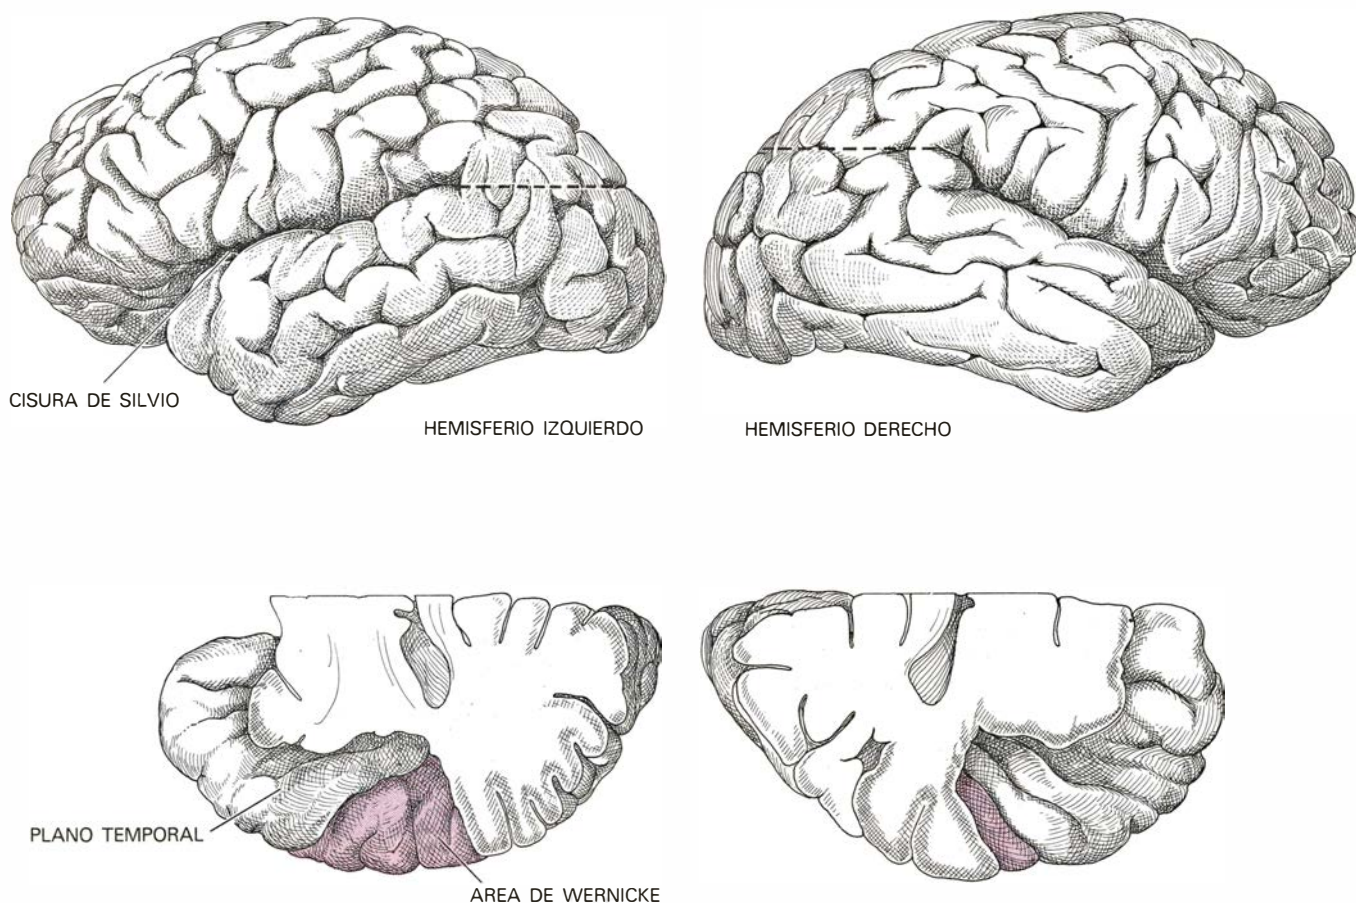 CISURA DE SILVIO
HEMISFERIO IZQUIERDO
HEMISFERIO DERECHO
PLANO TEMPORAL
AREA DE WERNICKE